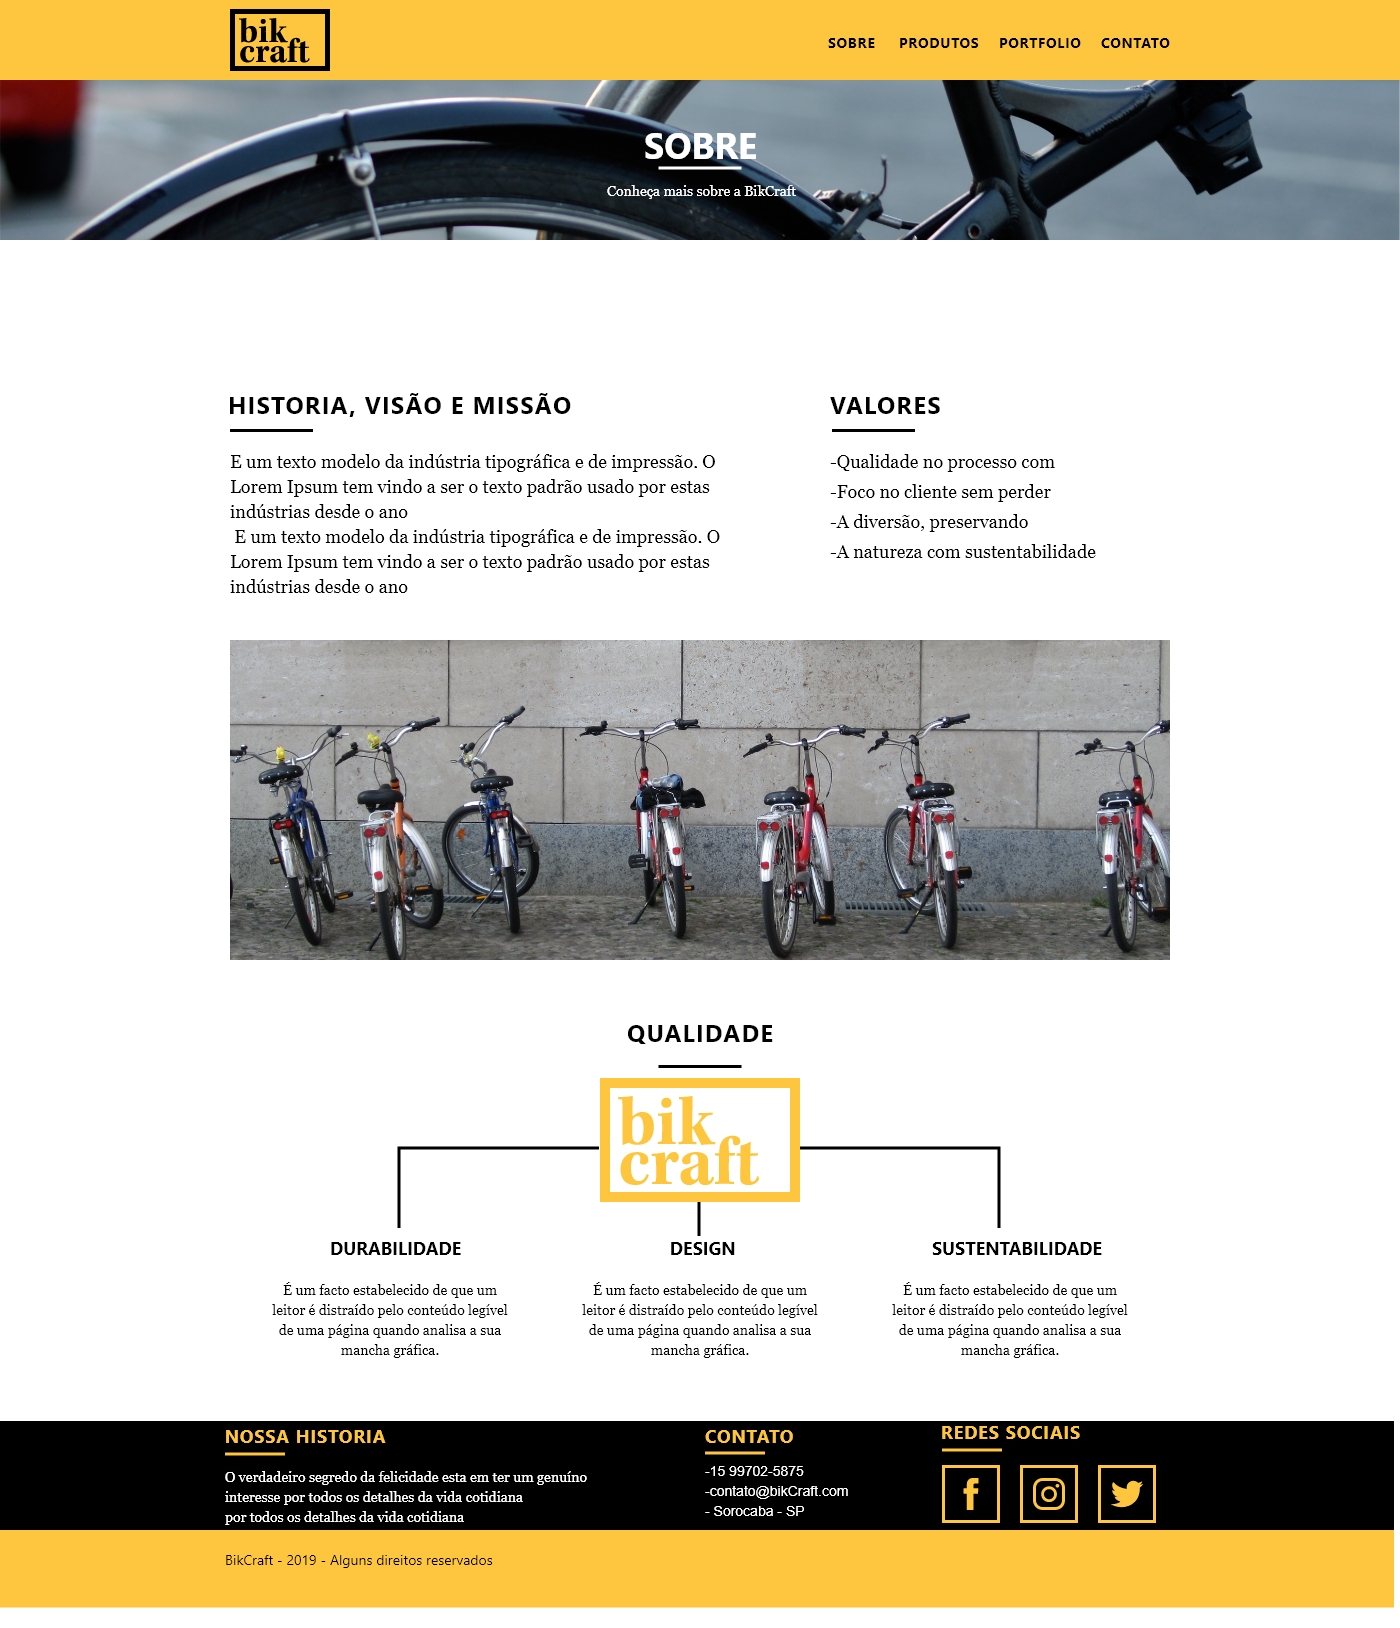 bik
craft
SOBRE PRODUTOS PORTFOLIO CONTATO
SOBRE
Conheça mais sobre a BikCraft
HISTORIA, VISÃO E MISSÃO
E um texto modelo da indústria tipográfica e de impressão. O
Lorem Ipsum tem vindo a ser o texto padrão usado por estas
indústrias desde o ano
E um texto modelo da indústria tipográfica e de impressão. O
Lorem Ipsum tem vindo a ser o texto padrão usado por estas
indústrias desde o ano
VALORES
-Qualidade no processo com
-Foco no cliente sem perder
-A diversão, preservando
-A natureza com sustentabilidade
QUALIDADE
bik
craft
DURABILIDADE
É um facto estabelecido de que um
leitor é distraído pelo conteúdo legível
de uma página quando analisa a sua
mancha gráfica.
DESIGN
É um facto estabelecido de que um
leitor é distraído pelo conteúdo legível
de uma página quando analisa a sua
mancha gráfica.
SUSTENTABILIDADE
É um facto estabelecido de que um
leitor é distraído pelo conteúdo legível
de uma página quando analisa a sua
mancha gráfica.
NOSSA HISTORIA
O verdadeiro segredo da felicidade esta em ter um genuíno
interesse por todos os detalhes da vida cotidiana
por todos os detalhes da vida cotidiana
CONTATO
-15 99702-5875
-contato@bikCraft.com
- Sorocaba - SP
REDES SOCIAIS
BikCraft - 2019 - Alguns direitos reservados